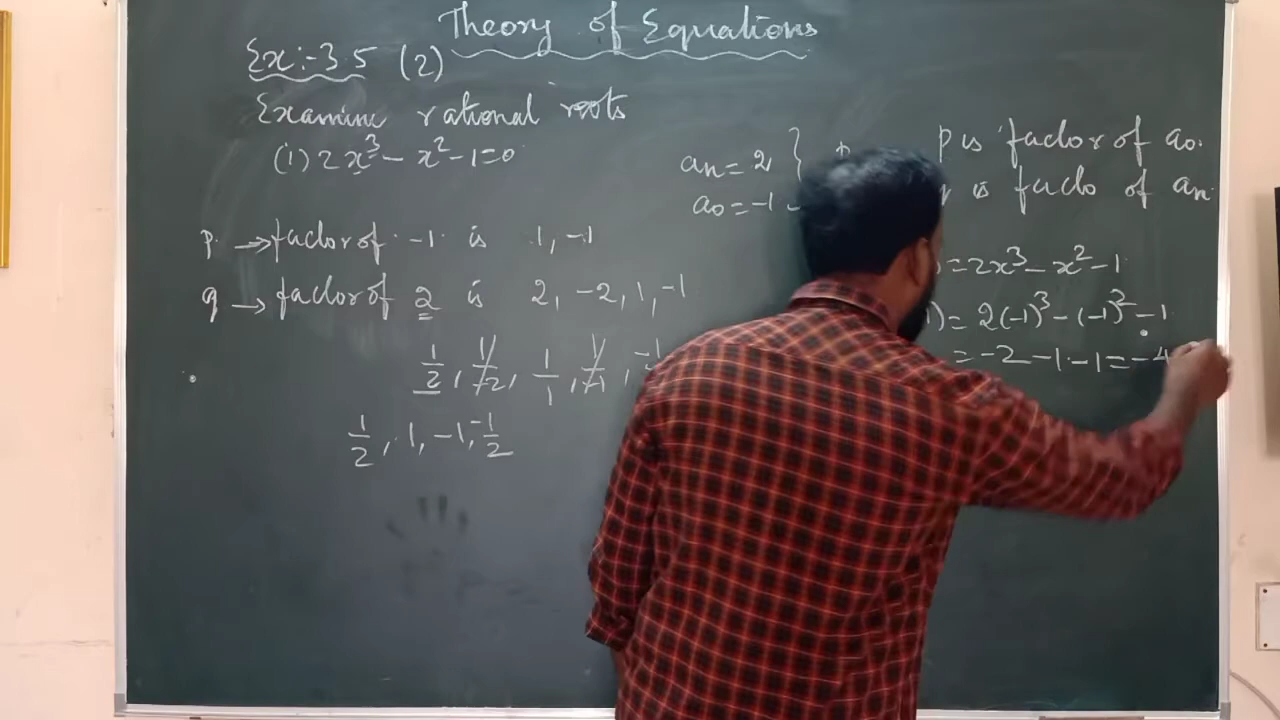 Theory of Equations
Ex:-3.5 (2)
Examine rational roots
(i) 2x³ - x² - 1 = 0
an = 2
a0 = -1
p is factor of a0.
is facto of an.
p → factor of -1 is 1, -1
q → factor of 2 is 2, -2, 1, -1
1/2, 1/-2, 1/1, 1/-1, -1
1/2, 1, -1, -1/2
) = 2x³ - x² - 1
1) = 2(-1)³ - (-1)² - 1
= -2 - 1 - 1 = -4